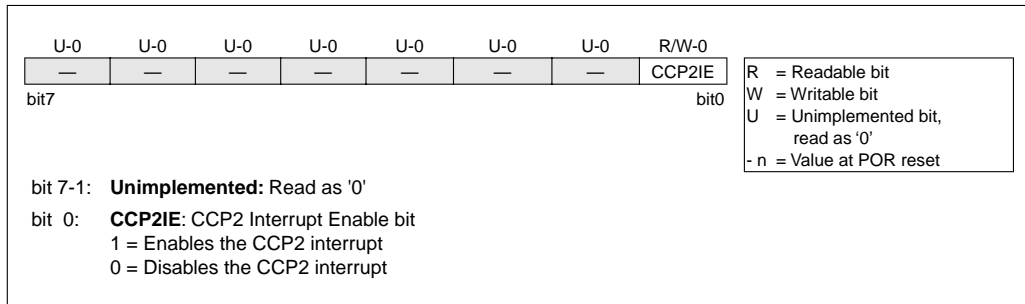 U-0 U-0 U-0 U-0 U-0 U-0 U-0 R/W-0
— — — — — — — CCP2IE
bit7 bit0
R = Readable bit
W = Writable bit
U = Unimplemented bit,
read as ‘0’
- n = Value at POR reset
bit 7-1: Unimplemented: Read as '0'
bit 0: CCP2IE: CCP2 Interrupt Enable bit
1 = Enables the CCP2 interrupt
0 = Disables the CCP2 interrupt